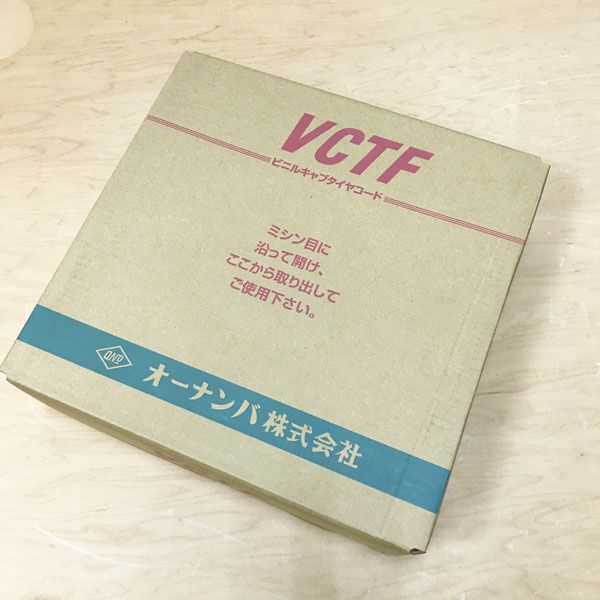 VCTF
ビニルキャブタイヤコード
ミシン目に
沿って開け、
ここから取り出して
ご使用下さい。
オーナンバ株式会社